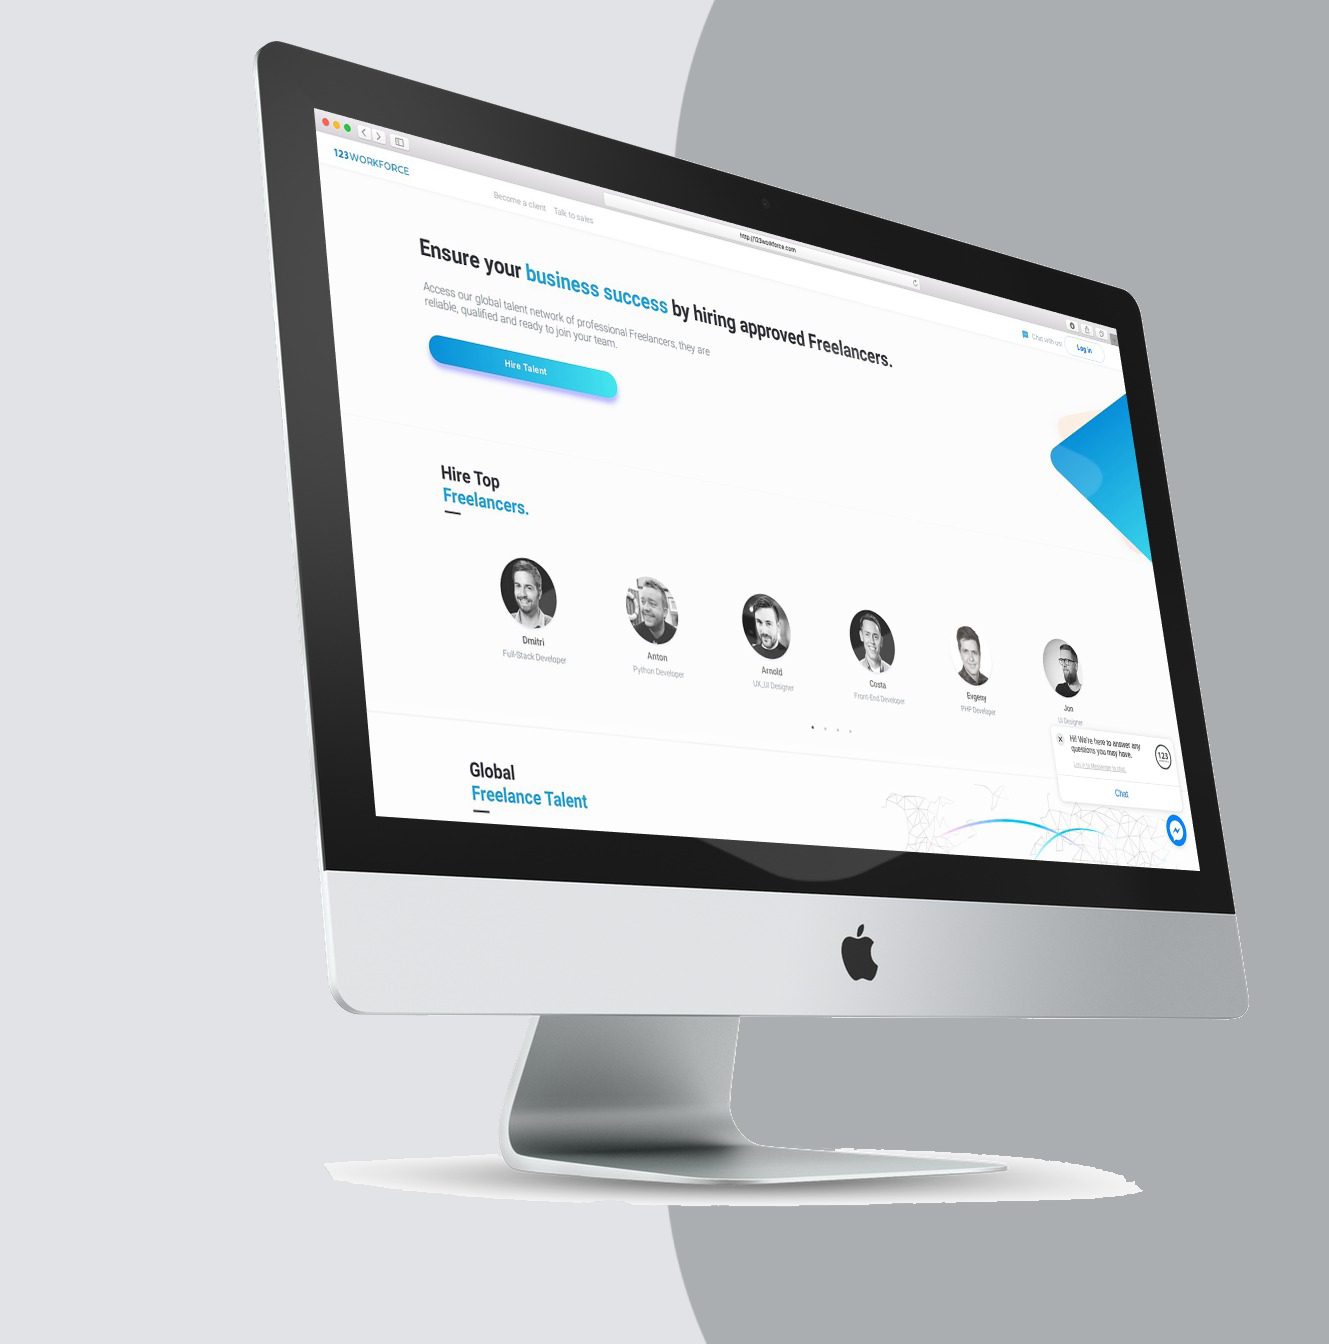 http://123workforce.com
123WORKFORCE
Become a client Talk to sales
Chat with us!
Log in
Ensure your business success by hiring approved Freelancers.
Access our global talent network of professional Freelancers, they are
reliable, qualified and ready to join your team.
Hire Talent
Hire Top
Freelancers.
Dmitri
Full-Stack Developer
Anton
Python Developer
Arnold
UX_UI Designer
Costa
Front-End Developer
Evgeny
PHP Developer
Jon
UI Designer
Hi! We're here to answer any
questions you may have.
123
Log in to Messenger to chat.
Chat
Global
Freelance Talent